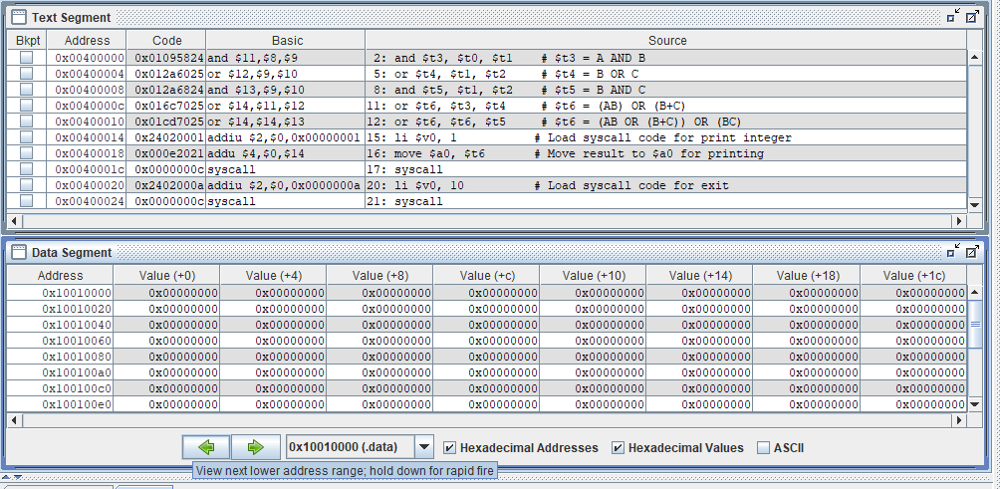 Text Segment
Bkpt Address Code Basic Source
0x00400000 0x01095824 and $11,$8,$9 2: and $t3, $t0, $t1 # $t3 = A AND B
0x00400004 0x012a6025 or $12,$9,$10 5: or $t4, $t1, $t2 # $t4 = B OR C
0x00400008 0x012a6824 and $13,$9,$10 8: and $t5, $t1, $t2 # $t5 = B AND C
0x0040000c 0x016c7025 or $14,$11,$12 11: or $t6, $t3, $t4 # $t6 = (AB) OR (B+C)
0x00400010 0x01cd7025 or $14,$14,$13 12: or $t6, $t6, $t5 # $t6 = (AB OR (B+C)) OR (BC)
0x00400014 0x24020001 addiu $2,$0,0x00000001 15: li $v0, 1 # Load syscall code for print integer
0x00400018 0x000e2021 addu $4,$0,$14 16: move $a0, $t6 # Move result to $a0 for printing
0x0040001c 0x0000000c syscall 17: syscall
0x00400020 0x2402000a addiu $2,$0,0x0000000a 20: li $v0, 10 # Load syscall code for exit
0x00400024 0x0000000c syscall 21: syscall
Data Segment
Address Value (+0) Value (+4) Value (+8) Value (+c) Value (+10) Value (+14) Value (+18) Value (+1c)
0x10010000 0x00000000 0x00000000 0x00000000 0x00000000 0x00000000 0x00000000 0x00000000 0x00000000
0x10010020 0x00000000 0x00000000 0x00000000 0x00000000 0x00000000 0x00000000 0x00000000 0x00000000
0x10010040 0x00000000 0x00000000 0x00000000 0x00000000 0x00000000 0x00000000 0x00000000 0x00000000
0x10010060 0x00000000 0x00000000 0x00000000 0x00000000 0x00000000 0x00000000 0x00000000 0x00000000
0x10010080 0x00000000 0x00000000 0x00000000 0x00000000 0x00000000 0x00000000 0x00000000 0x00000000
0x100100a0 0x00000000 0x00000000 0x00000000 0x00000000 0x00000000 0x00000000 0x00000000 0x00000000
0x100100c0 0x00000000 0x00000000 0x00000000 0x00000000 0x00000000 0x00000000 0x00000000 0x00000000
0x100100e0 0x00000000 0x00000000 0x00000000 0x00000000 0x00000000 0x00000000 0x00000000 0x00000000
0x10010000 (.data) Hexadecimal Addresses Hexadecimal Values ASCII
View next lower address range; hold down for rapid fire